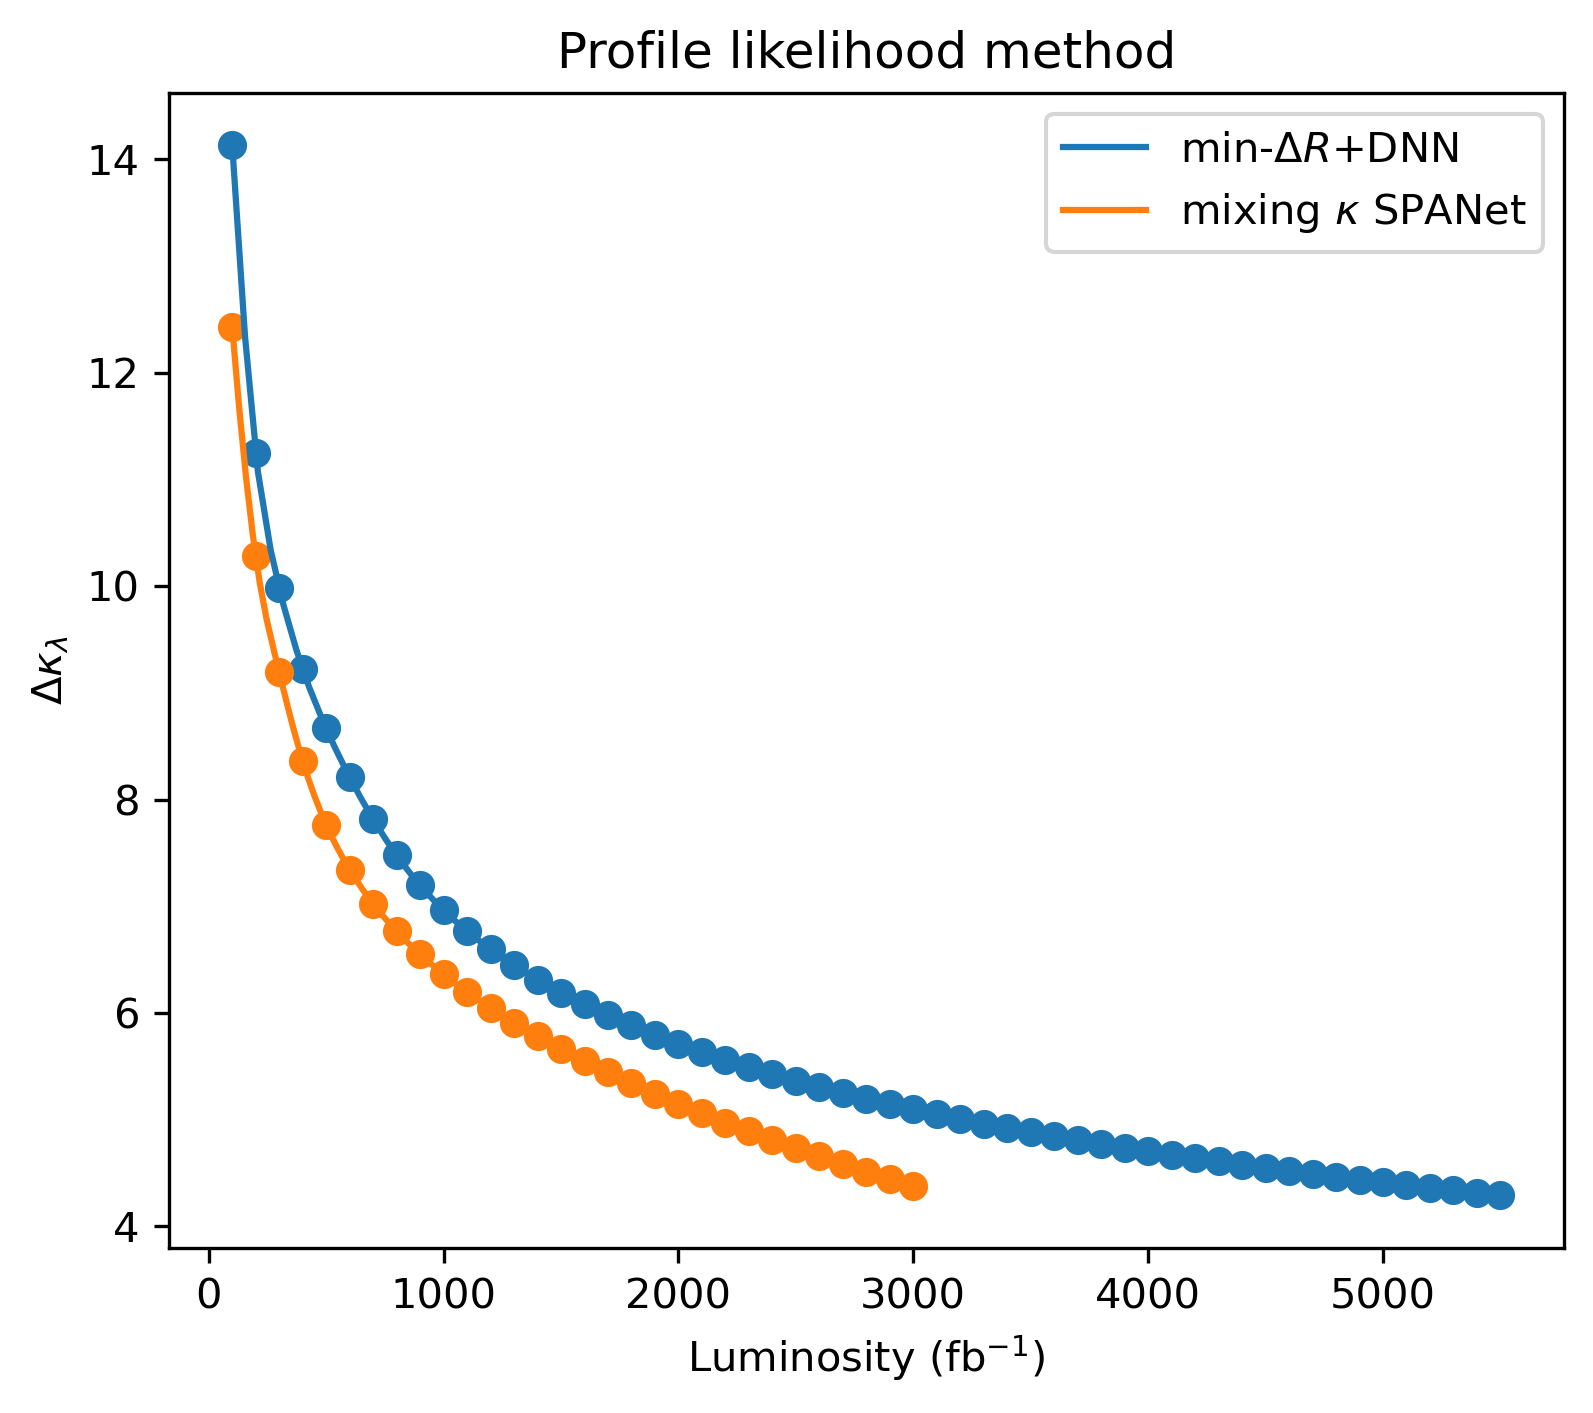 Profile likelihood method
min-ΔR+DNN
mixing κ SPANet
14
12
10
8
6
4
Δκ_λ
0 1000 2000 3000 4000 5000
Luminosity (fb⁻¹)